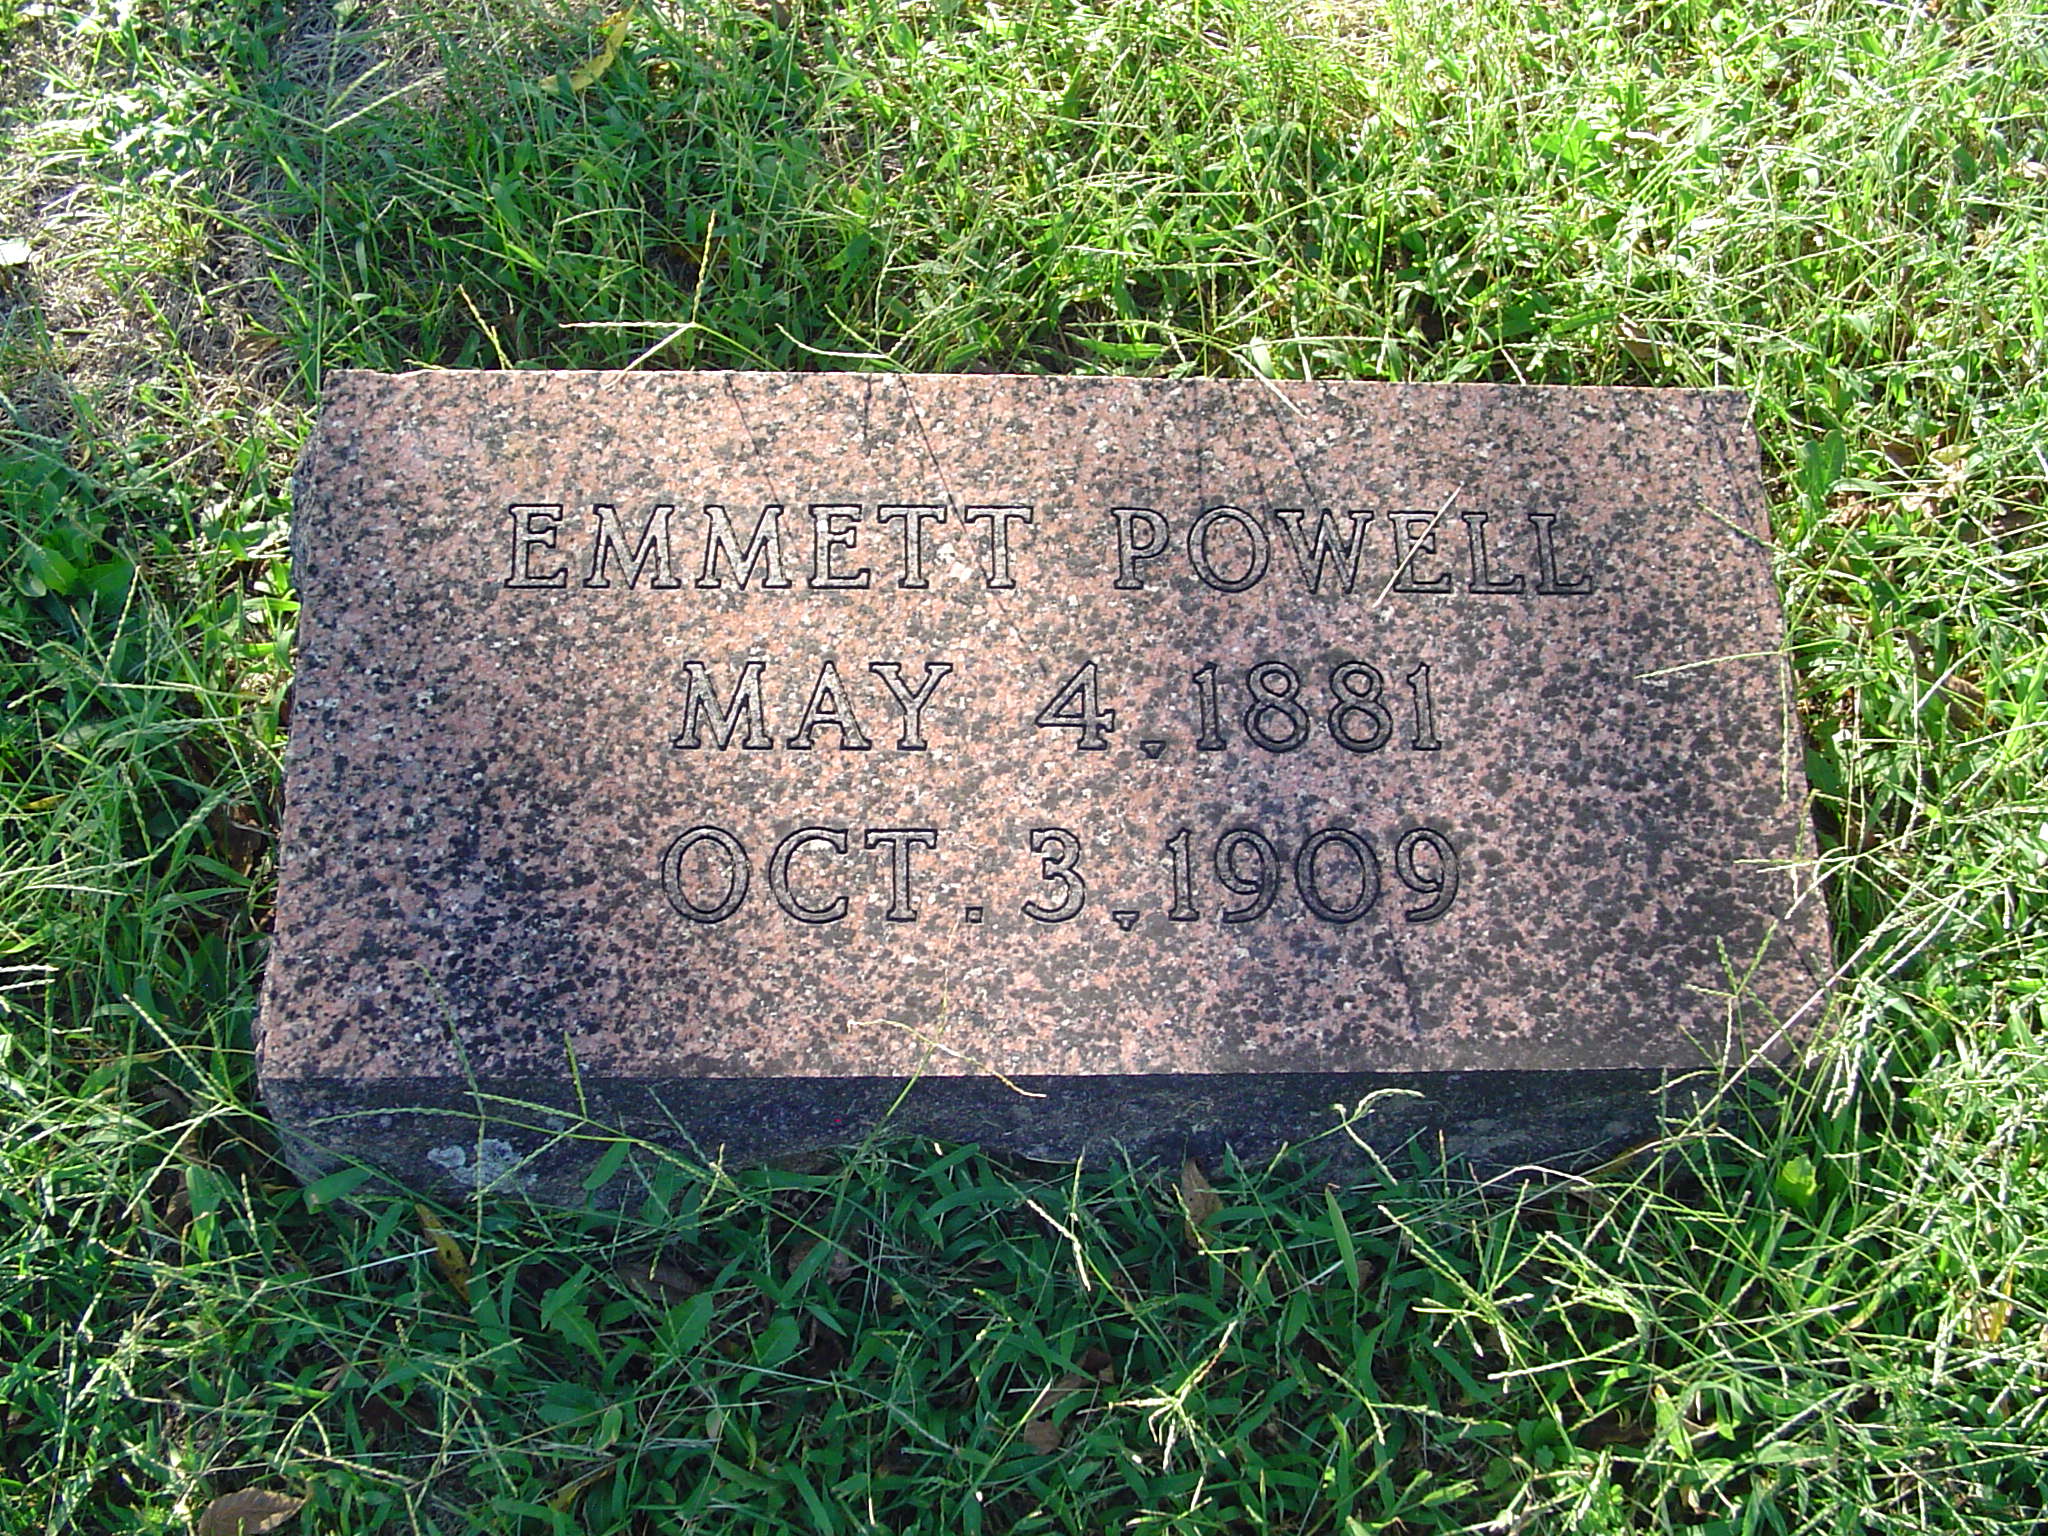 EMMETT POWELL
MAY 4, 1881
OCT. 3, 1909